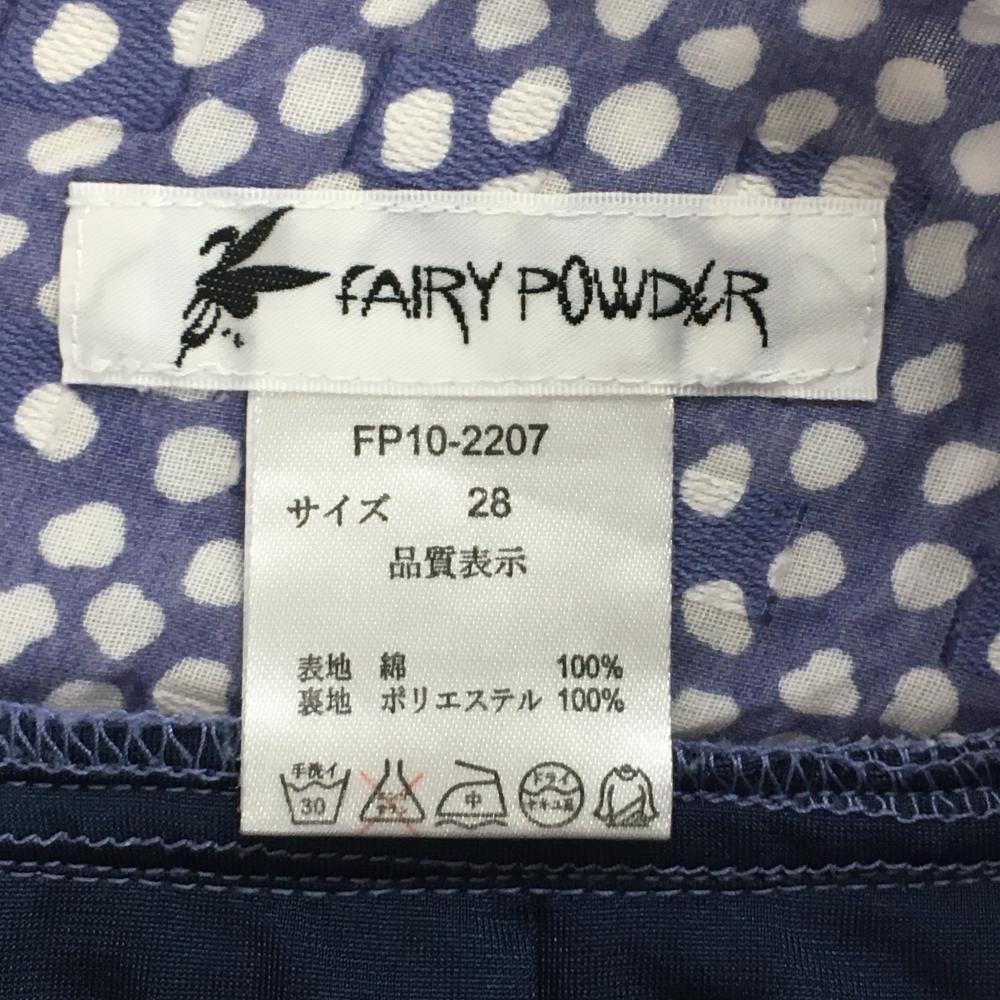 FAIRY POWDER
FP10-2207
サイズ 28
品質表示
表地 綿 100%
裏地 ポリエステル 100%
手洗イ
30
中
ドライ